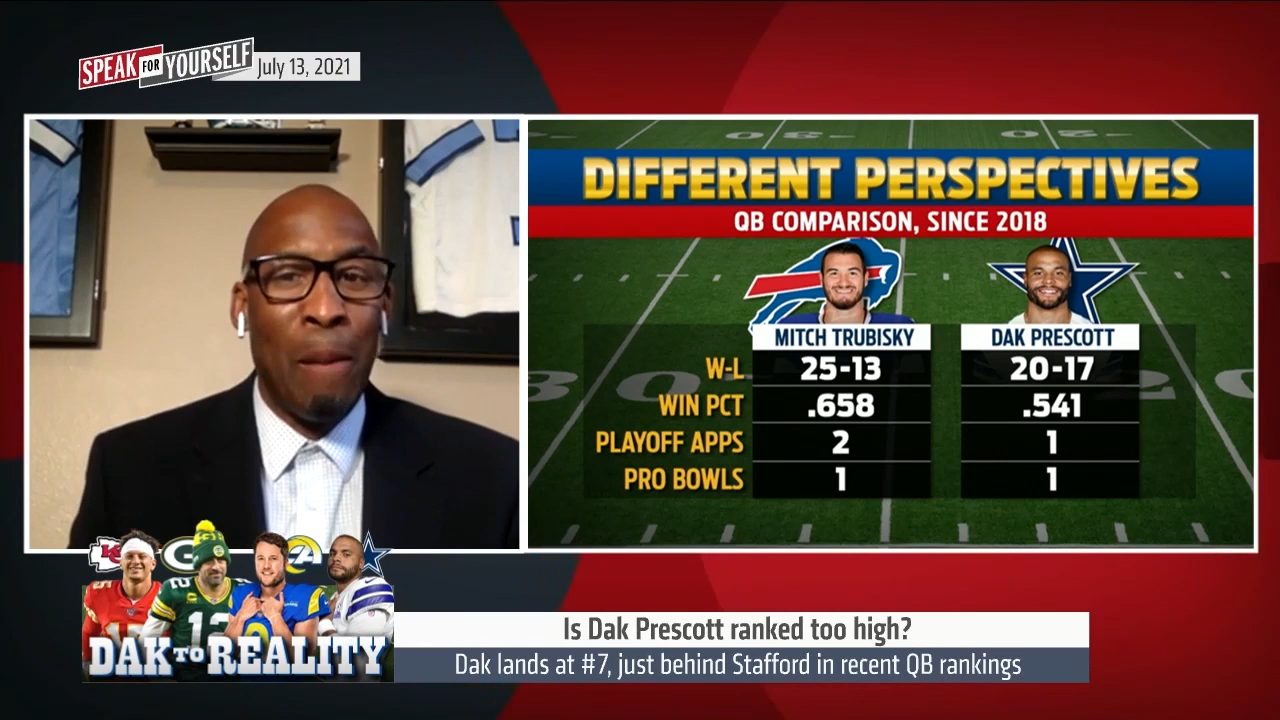 SPEAK FOR YOURSELF
July 13, 2021
DIFFERENT PERSPECTIVES
QB COMPARISON, SINCE 2018
MITCH TRUBISKY DAK PRESCOTT
W-L 25-13 20-17
WIN PCT .658 .541
PLAYOFF APPS 2 1
PRO BOWLS 1 1
DAK TO REALITY
Is Dak Prescott ranked too high?
Dak lands at #7, just behind Stafford in recent QB rankings